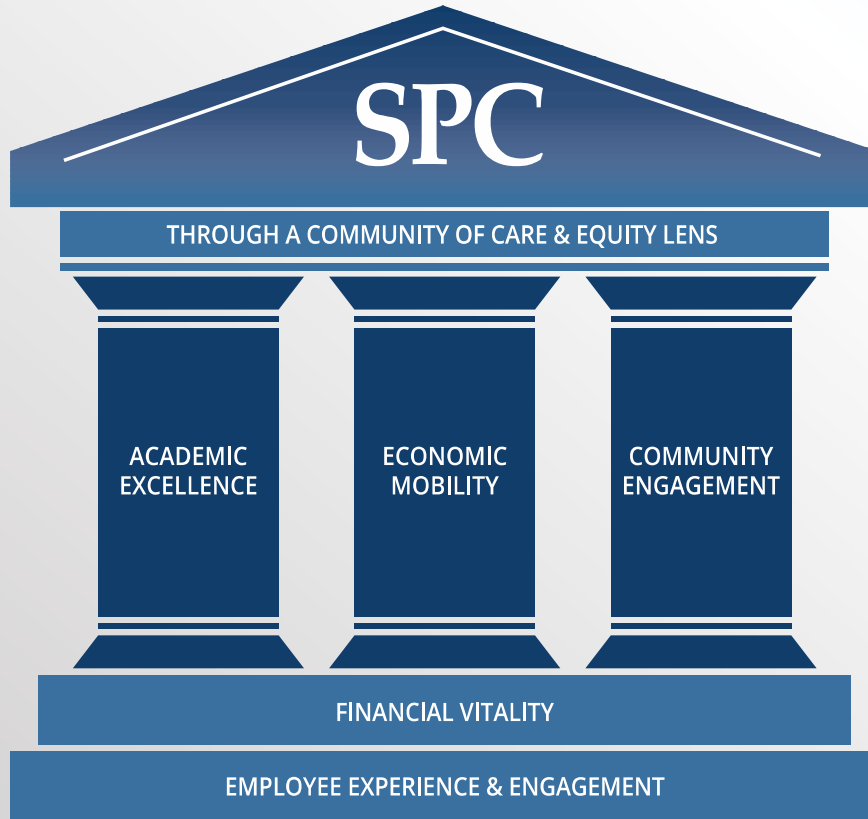 SPC
THROUGH A COMMUNITY OF CARE & EQUITY LENS
ACADEMIC
EXCELLENCE
ECONOMIC
MOBILITY
COMMUNITY
ENGAGEMENT
FINANCIAL VITALITY
EMPLOYEE EXPERIENCE & ENGAGEMENT